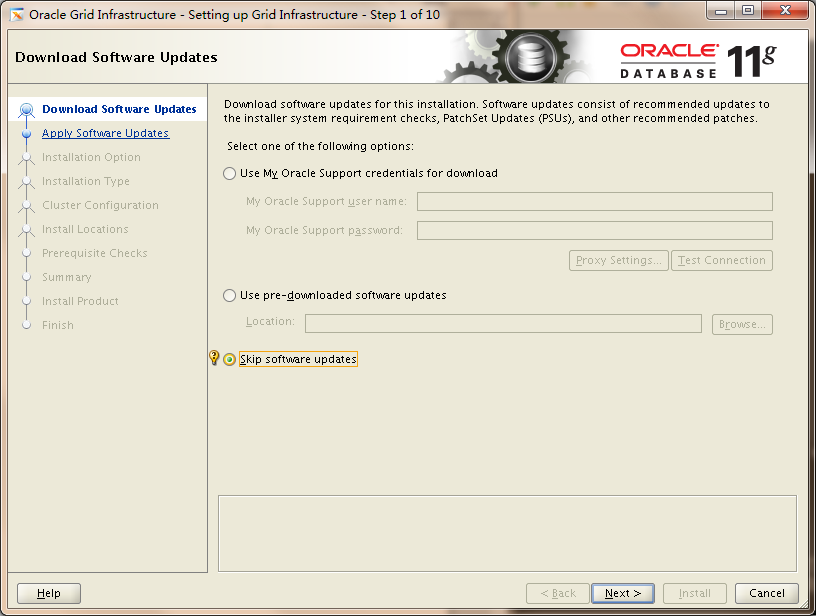 Oracle Grid Infrastructure - Setting up Grid Infrastructure - Step 1 of 10
Download Software Updates
ORACLE
DATABASE
11g
Download Software Updates
Apply Software Updates
Installation Option
Installation Type
Cluster Configuration
Install Locations
Prerequisite Checks
Summary
Install Product
Finish
Download software updates for this installation. Software updates consist of recommended updates to
the installer system requirement checks, PatchSet Updates (PSUs), and other recommended patches.
Select one of the following options:
Use My Oracle Support credentials for download
My Oracle Support user name:
My Oracle Support password:
Proxy Settings... Test Connection
Use pre-downloaded software updates
Location: Browse...
Skip software updates
Help < Back Next > Install Cancel